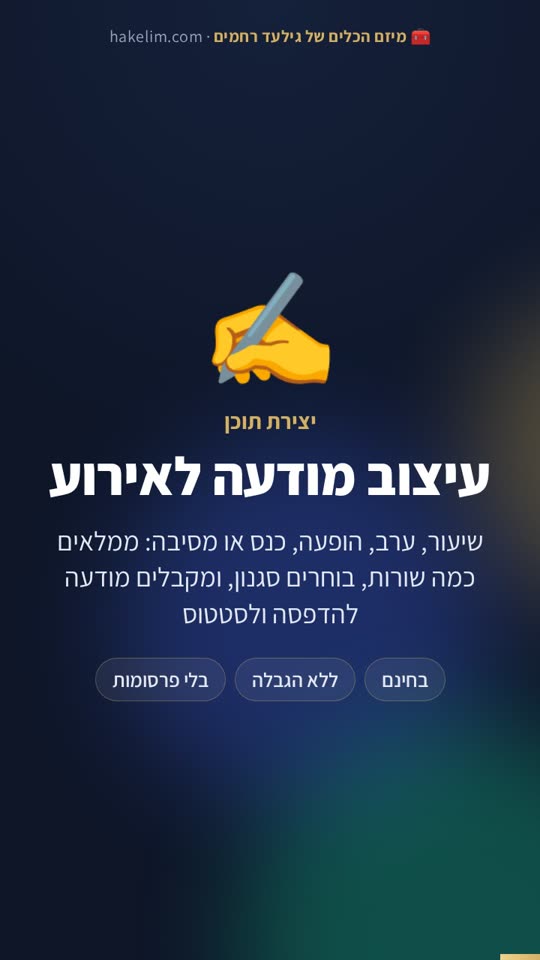 🧰 מיזם הכלים של גילעד רחמים · hakelim.com
יצירת תוכן
עיצוב מודעה לאירוע
שיעור, ערב, הופעה, כנס או מסיבה: ממלאים
כמה שורות, בוחרים סגנון, ומקבלים מודעה
להדפסה ולסטטוס
בחינם
ללא הגבלה
בלי פרסומות